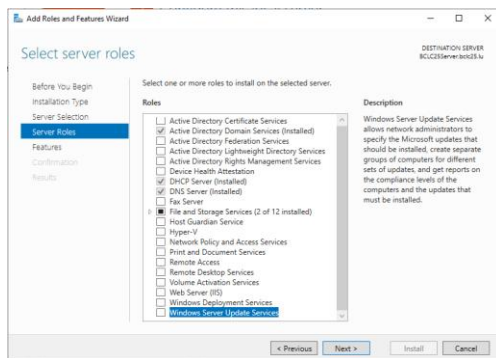 Add Roles and Features Wizard
Select server roles
DESTINATION SERVER
BCLC25Server.bclc25.lu
Before You Begin
Installation Type
Server Selection
Server Roles
Features
Confirmation
Results
Select one or more roles to install on the selected server.
Roles
Active Directory Certificate Services
Active Directory Domain Services (Installed)
Active Directory Federation Services
Active Directory Lightweight Directory Services
Active Directory Rights Management Services
Device Health Attestation
DHCP Server (Installed)
DNS Server (Installed)
Fax Server
File and Storage Services (2 of 12 installed)
Host Guardian Service
Hyper-V
Network Policy and Access Services
Print and Document Services
Remote Access
Remote Desktop Services
Volume Activation Services
Web Server (IIS)
Windows Deployment Services
Windows Server Update Services
Description
Windows Server Update Services
allows network administrators to
specify the Microsoft updates that
should be installed, create separate
groups of computers for different
sets of updates, and get reports on
the compliance levels of the
computers and the updates that
must be installed.
< Previous
Next >
Install
Cancel